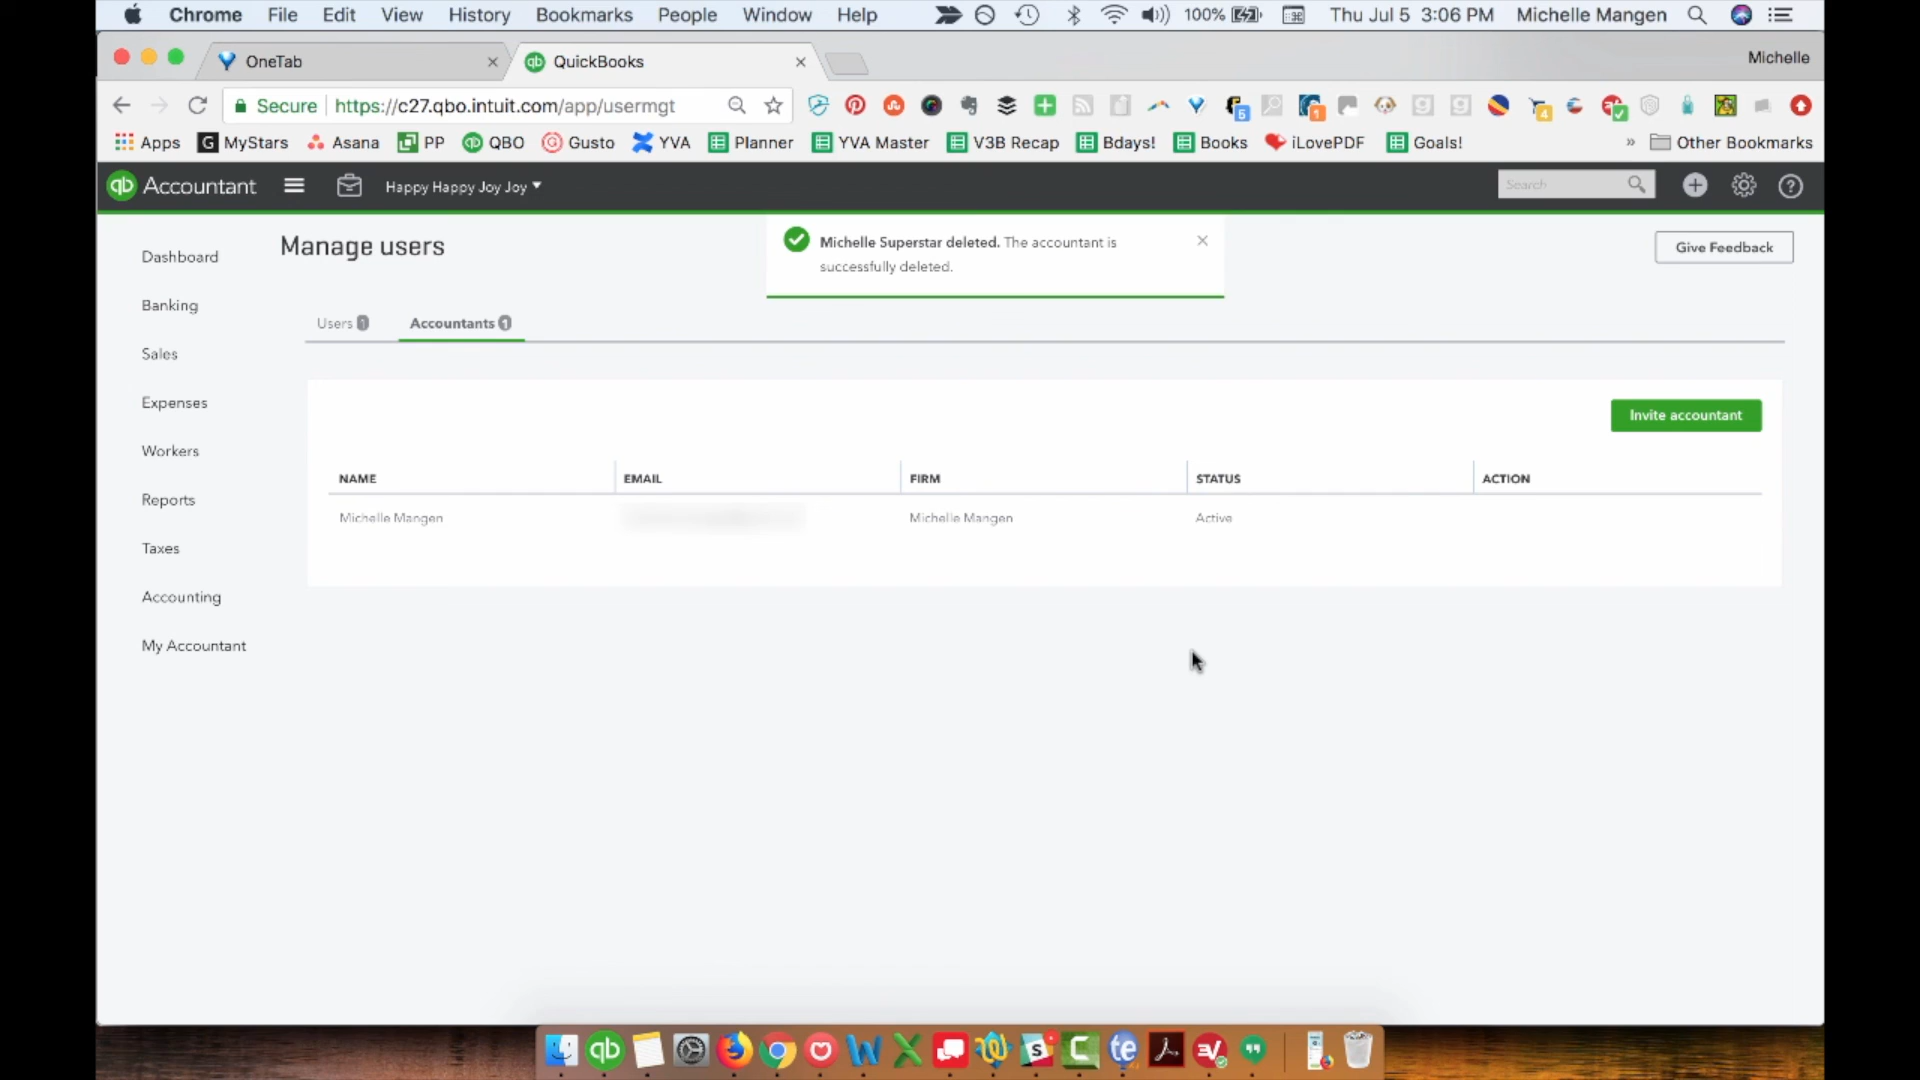 Chrome File Edit View History Bookmarks People Window Help 100% Thu Jul 5 3:06 PM Michelle Mangen
OneTab QuickBooks Michelle
Secure https://c27.qbo.intuit.com/app/usermgt
Apps MyStars Asana PP QBO Gusto YVA Planner YVA Master V3B Recap Bdays! Books iLovePDF Goals! » Other Bookmarks
qb Accountant Happy Happy Joy Joy Search
Manage users
Michelle Superstar deleted. The accountant is
successfully deleted.
Give Feedback
Dashboard
Banking
Sales
Expenses
Workers
Reports
Taxes
Accounting
My Accountant
Users 1 Accountants 1
Invite accountant
NAME EMAIL FIRM STATUS ACTION
Michelle Mangen Michelle Mangen Active